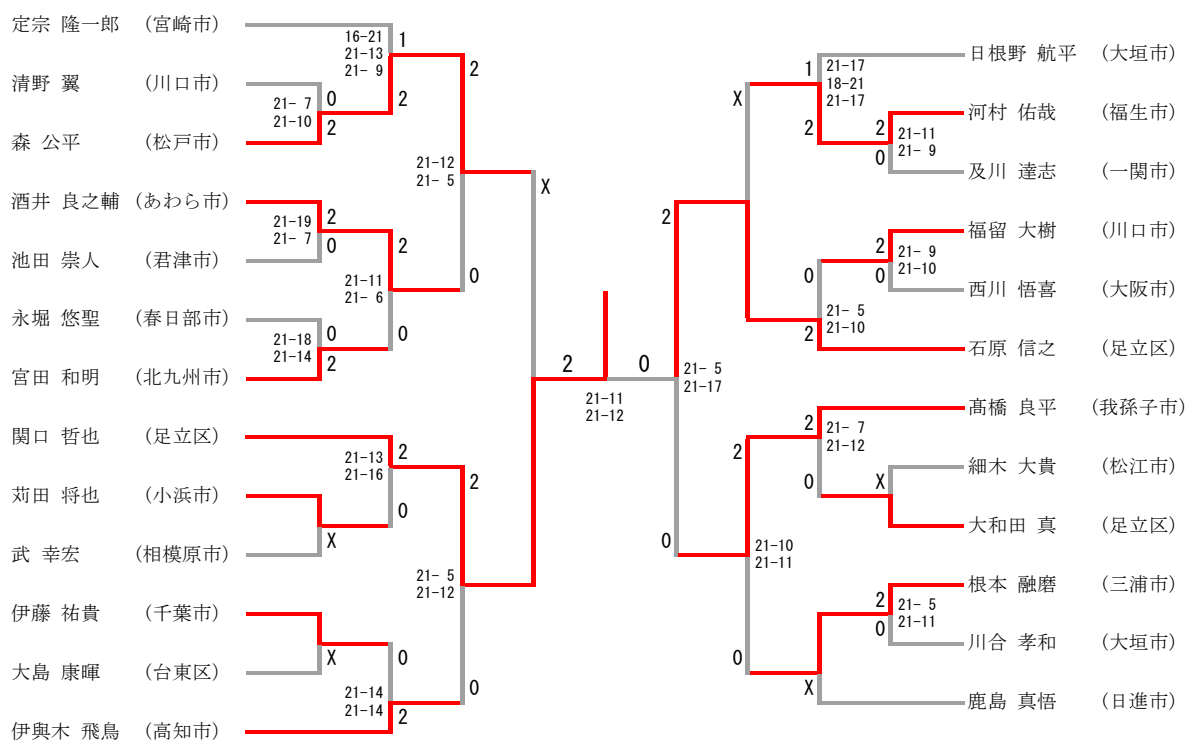 定宗 隆一郎 (宮崎市)
清野 翼 (川口市)
森 公平 (松戸市)
酒井 良之輔 (あわら市)
池田 崇人 (君津市)
永堀 悠聖 (春日部市)
宮田 和明 (北九州市)
関口 哲也 (足立区)
苅田 将也 (小浜市)
武 幸宏 (相模原市)
伊藤 祐貴 (千葉市)
大島 康暉 (台東区)
伊與木 飛鳥 (高知市)
16-21
21-13
21- 9
1
2
21- 7
21-10
0
2
2
21-12
21- 5
0
21-19
21- 7
2
0
21-11
21- 6
2
0
21-18
21-14
0
2
X
21-13
21-16
2
0
X
21- 5
21-12
2
0
X
21-14
21-14
0
2
2
0
21-11
21-12
2
0
21- 5
21-17
X
1
2
21-17
18-21
21-17
2
0
21-11
21- 9
2
0
21- 9
21-10
0
2
21- 5
21-10
2
0
21- 7
21-12
X
2
0
21-10
21-11
2
0
21- 5
21-11
X
日根野 航平 (大垣市)
河村 佑哉 (福生市)
及川 達志 (一関市)
福留 大樹 (川口市)
西川 悟喜 (大阪市)
石原 信之 (足立区)
髙橋 良平 (我孫子市)
細木 大貴 (松江市)
大和田 真 (足立区)
根本 融磨 (三浦市)
川合 孝和 (大垣市)
鹿島 真悟 (日進市)